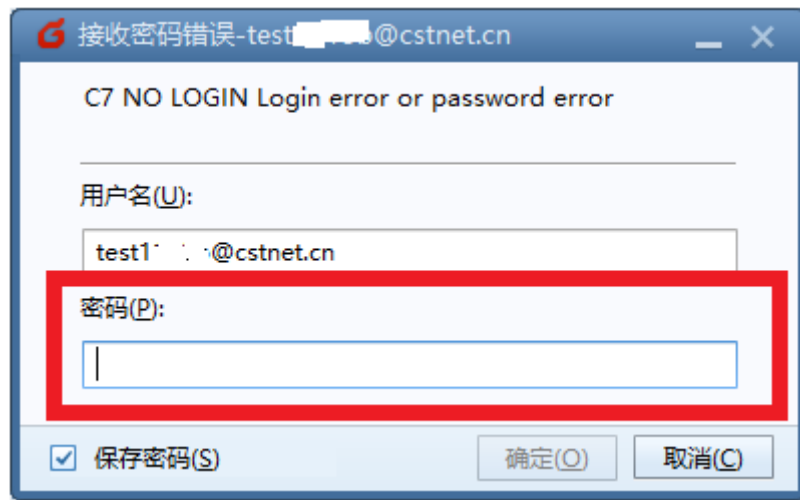 接收密码错误-test @cstnet.cn
C7 NO LOGIN Login error or password error
用户名(U):
test1 @cstnet.cn
密码(P):
保存密码(S)
确定(O)
取消(C)